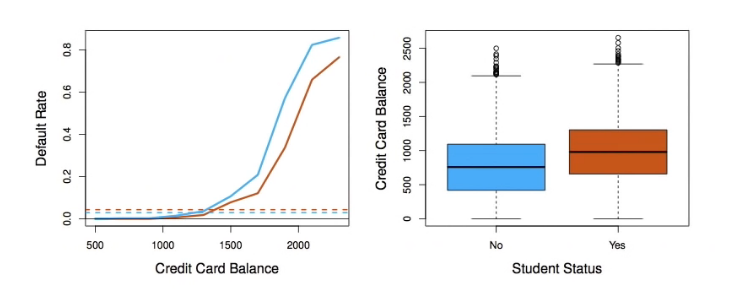 Default Rate
0.8
0.6
0.4
0.2
0.0
500 1000 1500 2000
Credit Card Balance
Credit Card Balance
2500
2000
1500
1000
500
0
No Yes
Student Status